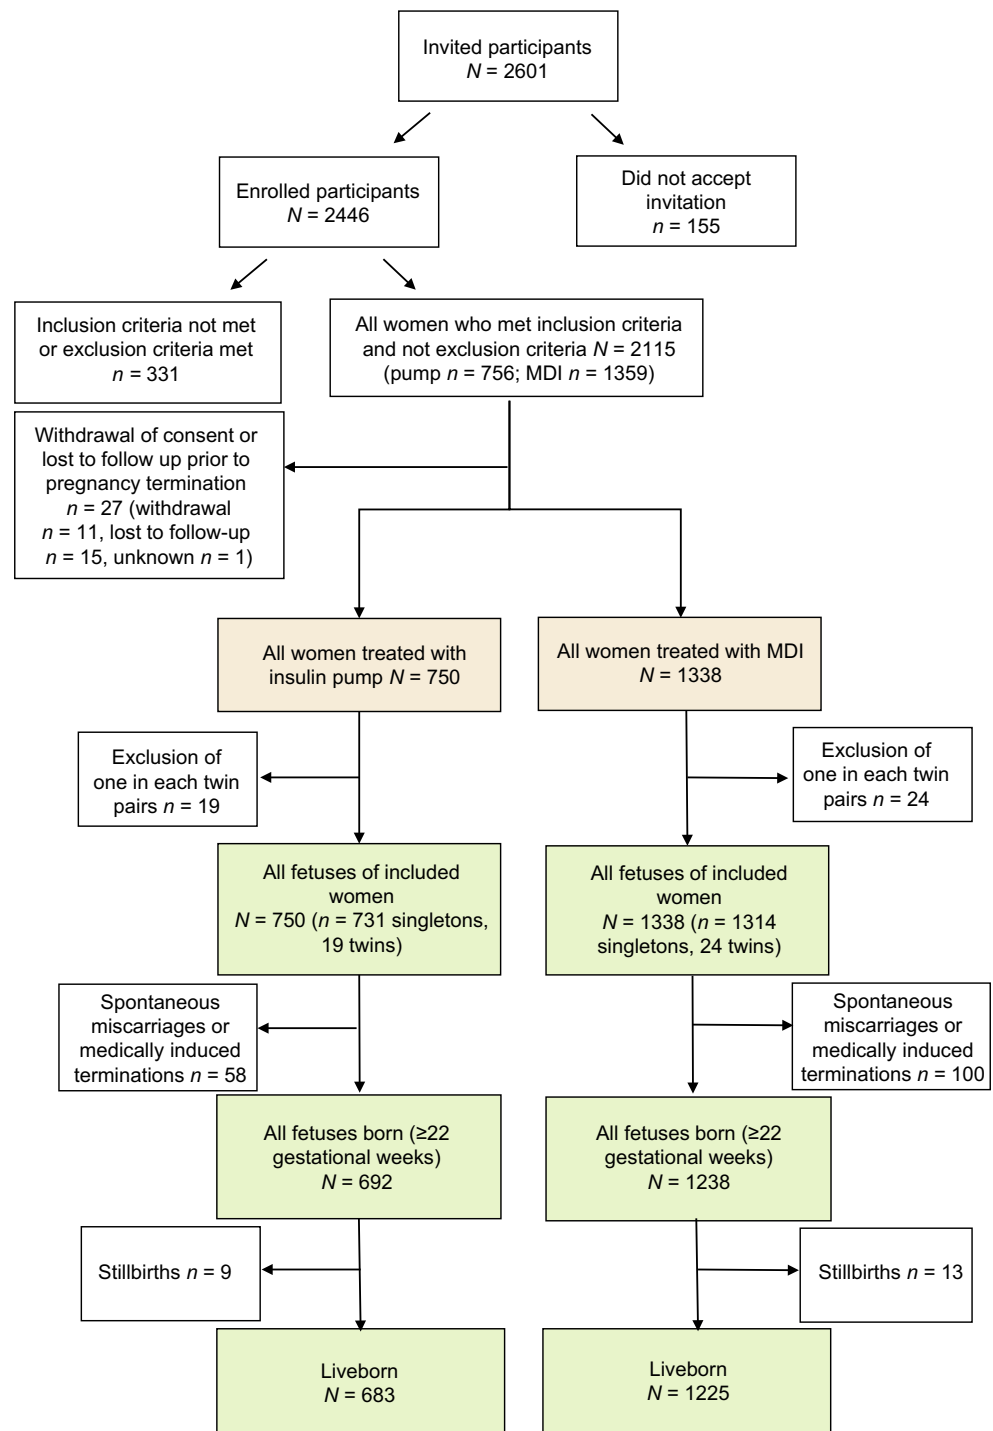 Invited participants
N = 2601
Enrolled participants
N = 2446
Did not accept
invitation
n = 155
Inclusion criteria not met
or exclusion criteria met
n = 331
All women who met inclusion criteria
and not exclusion criteria N = 2115
(pump n = 756; MDI n = 1359)
Withdrawal of consent or
lost to follow up prior to
pregnancy termination
n = 27 (withdrawal
n = 11, lost to follow-up
n = 15, unknown n = 1)
All women treated with
insulin pump N = 750
All women treated with MDI
N = 1338
Exclusion of
one in each twin
pairs n = 19
Exclusion of
one in each twin
pairs n = 24
All fetuses of included
women
N = 750 (n = 731 singletons,
19 twins)
All fetuses of included
women
N = 1338 (n = 1314
singletons, 24 twins)
Spontaneous
miscarriages or
medically induced
terminations n = 58
Spontaneous
miscarriages or
medically induced
terminations n = 100
All fetuses born (≥22
gestational weeks)
N = 692
All fetuses born (≥22
gestational weeks)
N = 1238
Stillbirths n = 9
Stillbirths n = 13
Liveborn
N = 683
Liveborn
N = 1225